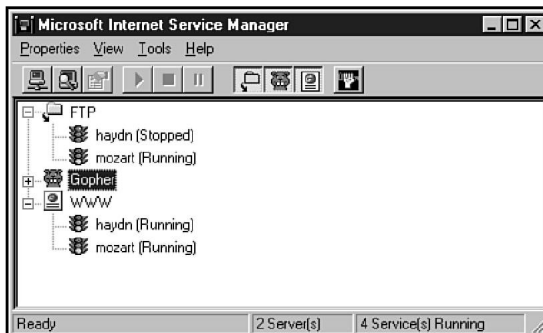 Microsoft Internet Service Manager
Properties View Tools Help
FTP
haydn (Stopped)
mozart (Running)
Gopher
WWW
haydn (Running)
mozart (Running)
Ready 2 Server(s) 4 Service(s) Running